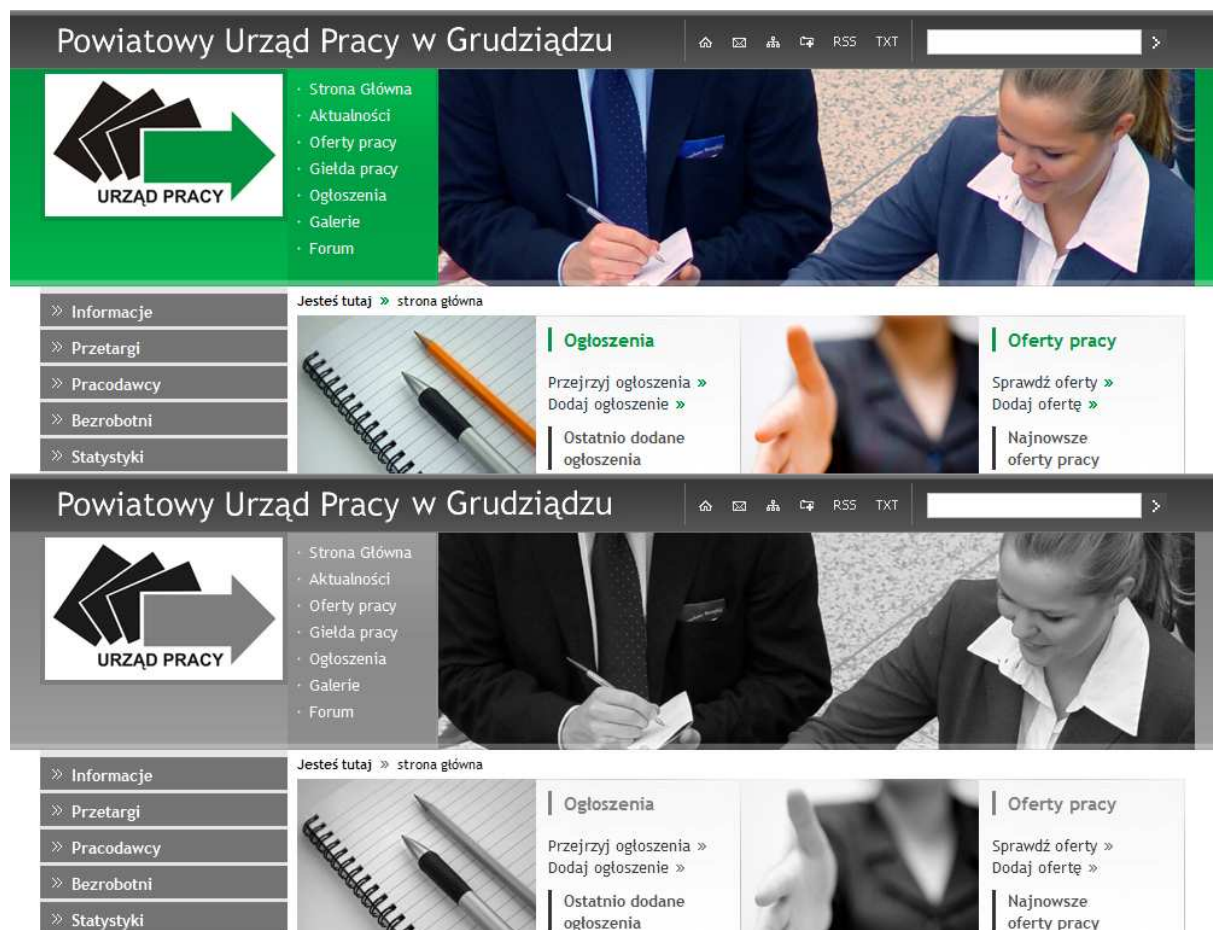 Powiatowy Urząd Pracy w Grudziądzu
RSS TXT
URZĄD PRACY
· Strona Główna
· Aktualności
· Oferty pracy
· Giełda pracy
· Ogłoszenia
· Galerie
· Forum
» Informacje
» Przetargi
» Pracodawcy
» Bezrobotni
» Statystyki
Jesteś tutaj » strona główna
Ogłoszenia
Przejrzyj ogłoszenia »
Dodaj ogłoszenie »
Ostatnio dodane
ogłoszenia
Oferty pracy
Sprawdź oferty »
Dodaj ofertę »
Najnowsze
oferty pracy
Powiatowy Urząd Pracy w Grudziądzu
RSS TXT
URZĄD PRACY
· Strona Główna
· Aktualności
· Oferty pracy
· Giełda pracy
· Ogłoszenia
· Galerie
· Forum
» Informacje
» Przetargi
» Pracodawcy
» Bezrobotni
» Statystyki
Jesteś tutaj » strona główna
Ogłoszenia
Przejrzyj ogłoszenia »
Dodaj ogłoszenie »
Ostatnio dodane
ogłoszenia
Oferty pracy
Sprawdź oferty »
Dodaj ofertę »
Najnowsze
oferty pracy